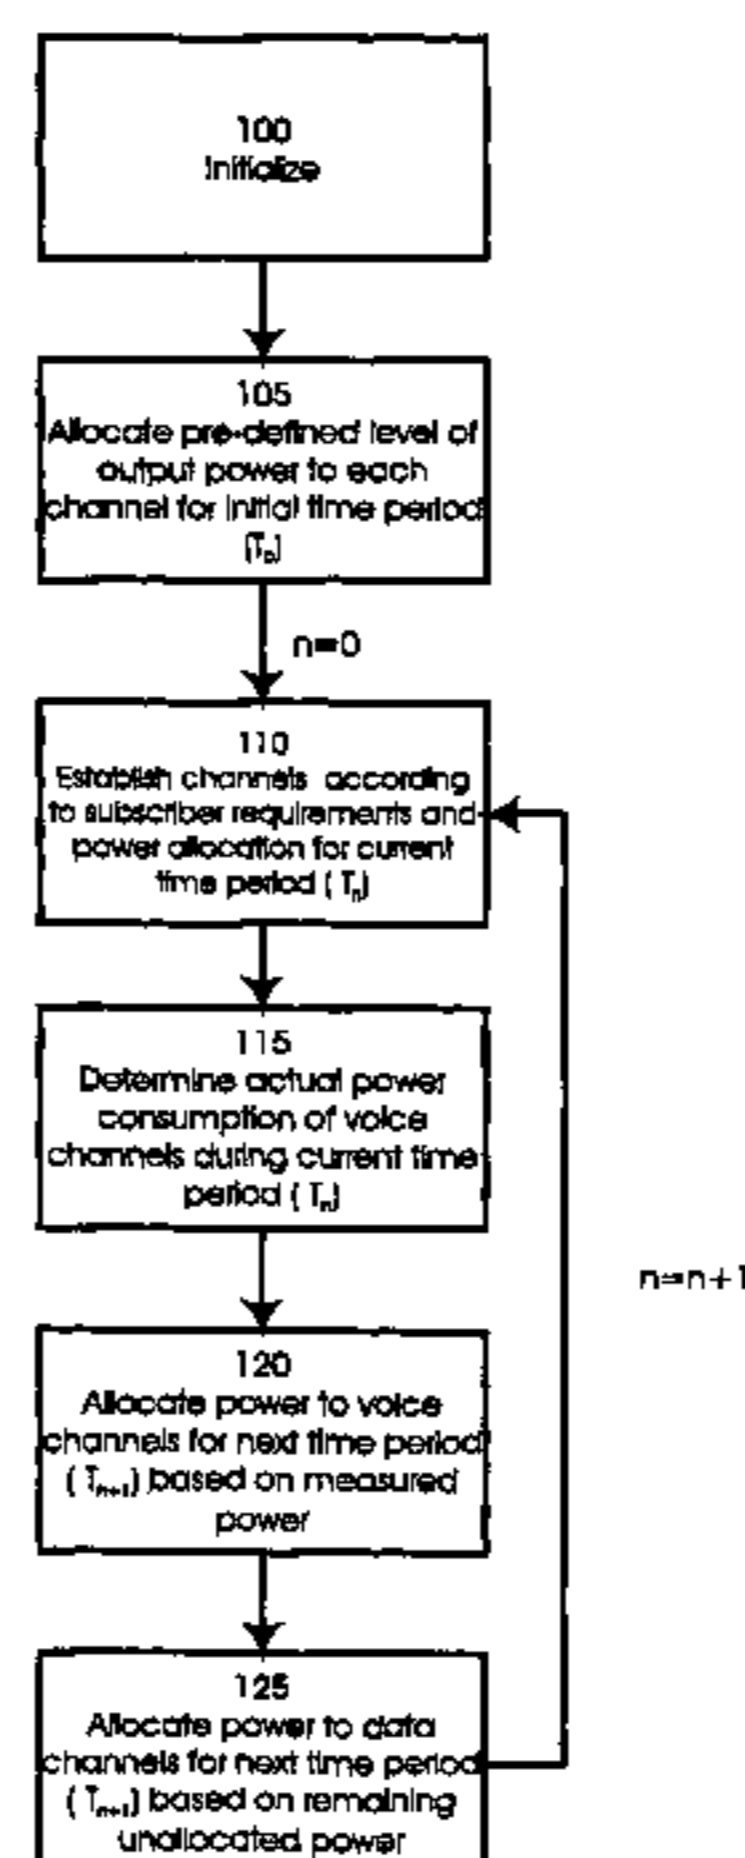 100
Initialize
105
Allocate pre-defined level of
output power to each
channel for initial time period
(T₀)
n=0
110
Establish channels according
to subscriber requirements and
power allocation for current
time period ( Tₙ)
115
Determine actual power
consumption of voice
channels during current time
period ( Tₙ)
n=n+1
120
Allocate power to voice
channels for next time period
( Tₙ₊₁) based on measured
power
125
Allocate power to data
channels for next time period
( Tₙ₊₁) based on remaining
unallocated power